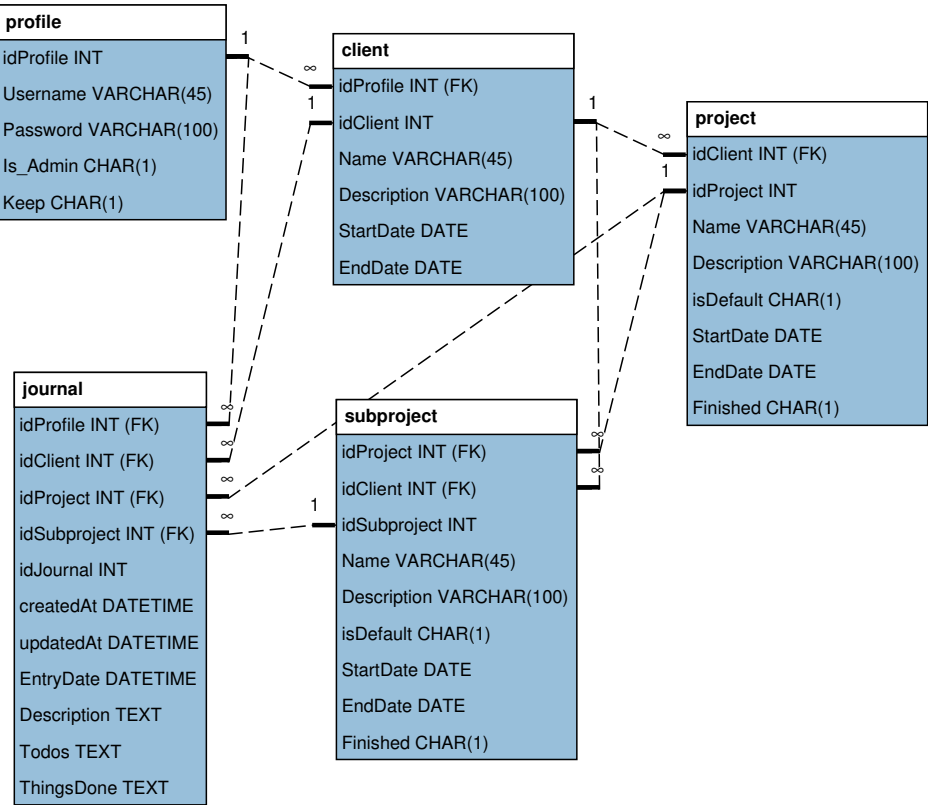 profile
idProfile INT
Username VARCHAR(45)
Password VARCHAR(100)
Is_Admin CHAR(1)
Keep CHAR(1)
1
∞
1
client
idProfile INT (FK)
idClient INT
Name VARCHAR(45)
Description VARCHAR(100)
StartDate DATE
EndDate DATE
1
∞
1
project
idClient INT (FK)
idProject INT
Name VARCHAR(45)
Description VARCHAR(100)
isDefault CHAR(1)
StartDate DATE
EndDate DATE
Finished CHAR(1)
journal
idProfile INT (FK)
idClient INT (FK)
idProject INT (FK)
idSubproject INT (FK)
idJournal INT
createdAt DATETIME
updatedAt DATETIME
EntryDate DATETIME
Description TEXT
Todos TEXT
ThingsDone TEXT
∞
∞
∞
∞
1
subproject
idProject INT (FK)
idClient INT (FK)
idSubproject INT
Name VARCHAR(45)
Description VARCHAR(100)
isDefault CHAR(1)
StartDate DATE
EndDate DATE
Finished CHAR(1)
∞
∞